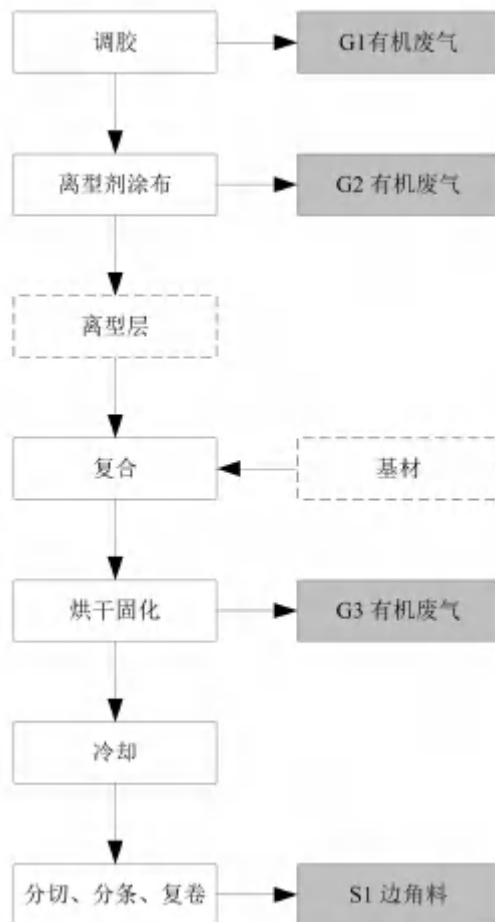 调胶
G1有机废气
离型剂涂布
G2 有机废气
离型层
复合
基材
烘干固化
G3 有机废气
冷却
分切、分条、复卷
S1 边角料